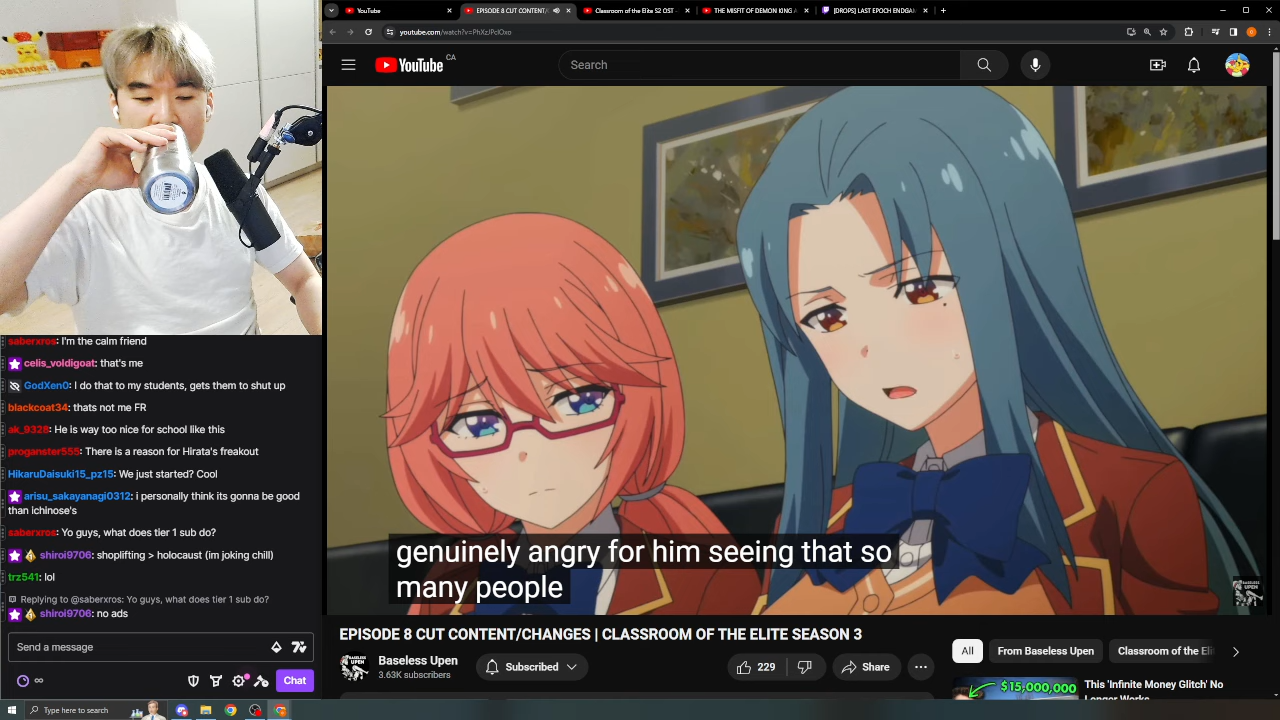 YouTube
EPISODE 8 CUT CONTENT/
Classroom of the Elite S2 OST -
THE MISFIT OF DEMON KING A
[DROPS] LAST EPOCH ENDGAM
youtube.com/watch?v=PhXzJPclOxo
YouTube CA
Search
saberxros: I'm the calm friend
celis_voldigoat: that's me
GodXen0: I do that to my students, gets them to shut up
blackcoat34: thats not me FR
ak_9328: He is way too nice for school like this
proganster555: There is a reason for Hirata's freakout
HikaruDaisuki15_pz15: We just started? Cool
arisu_sakayanagi0312: i personally think its gonna be good
than ichinose's
saberxros: Yo guys, what does tier 1 sub do?
shiroi9706: shoplifting > holocaust (im joking chill)
trz541: lol
Replying to @saberxros: Yo guys, what does tier 1 sub do?
shiroi9706: no ads
Send a message
Chat
genuinely angry for him seeing that so
many people
BASELESS
UPEN
EPISODE 8 CUT CONTENT/CHANGES | CLASSROOM OF THE ELITE SEASON 3
Baseless Upen
3.63K subscribers
Subscribed
229
Share
All
From Baseless Upen
Classroom of the Eli
$15,000,000
This 'Infinite Money Glitch' No
Longer Works
Type here to search